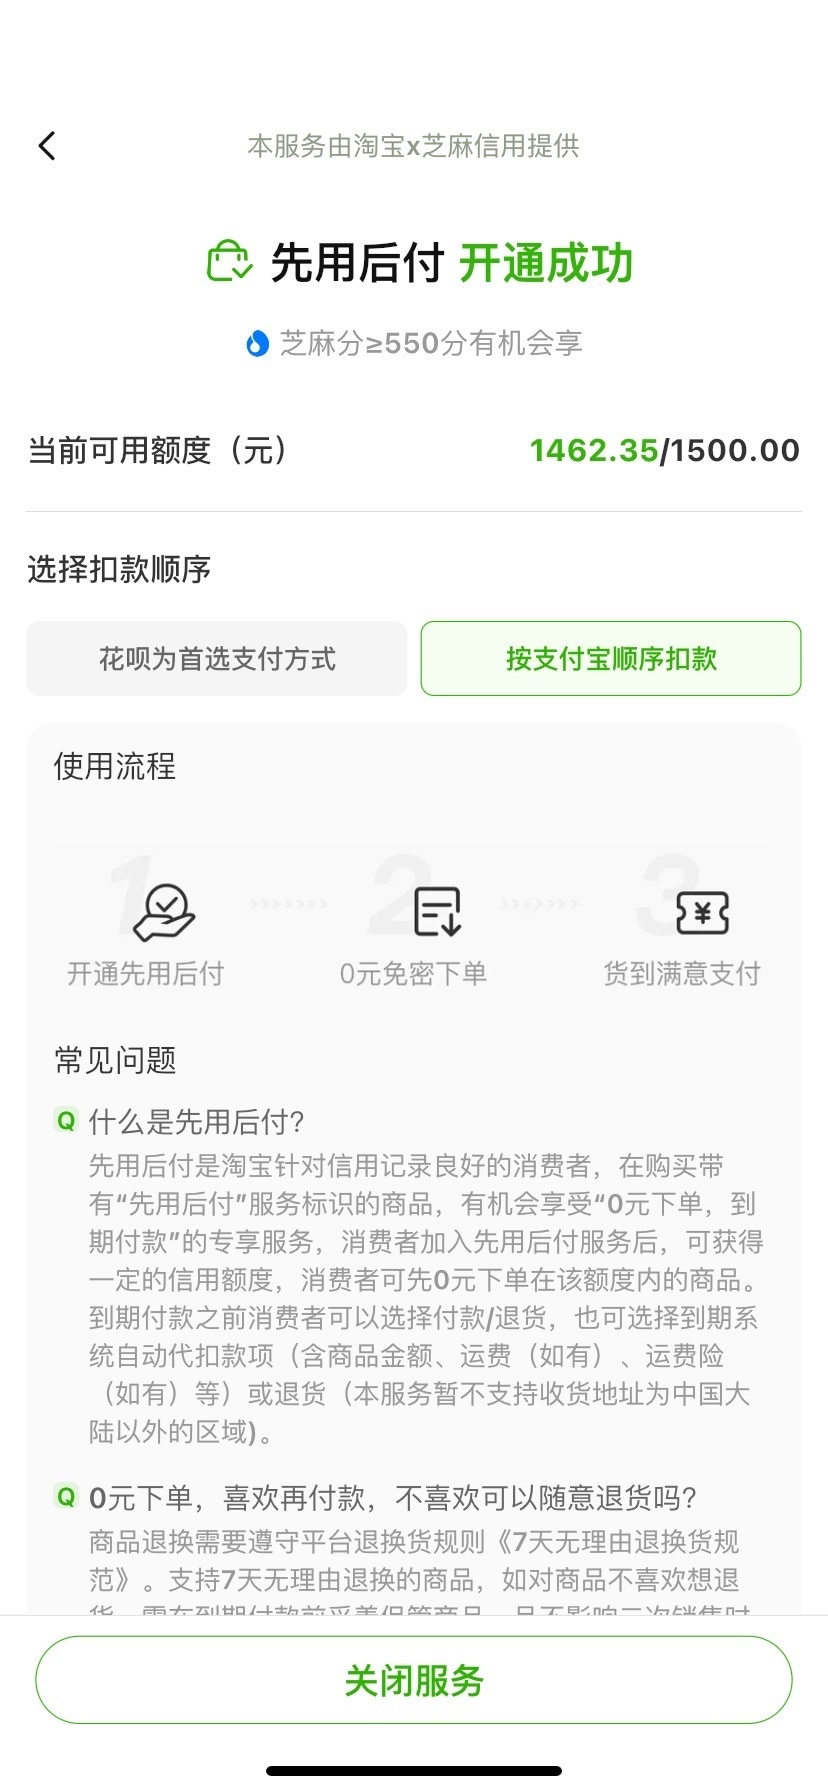 本服务由淘宝x芝麻信用提供
先用后付 开通成功
芝麻分≥550分有机会享
当前可用额度（元） 1462.35/1500.00
选择扣款顺序
花呗为首选支付方式 按支付宝顺序扣款
使用流程
1 2 3
开通先用后付 0元免密下单 货到满意支付
常见问题
Q 什么是先用后付?
先用后付是淘宝针对信用记录良好的消费者，在购买带
有“先用后付”服务标识的商品，有机会享受“0元下单，到
期付款”的专享服务，消费者加入先用后付服务后，可获得
一定的信用额度，消费者可先0元下单在该额度内的商品。
到期付款之前消费者可以选择付款/退货，也可选择到期系
统自动代扣款项（含商品金额、运费（如有）、运费险
（如有）等）或退货（本服务暂不支持收货地址为中国大
陆以外的区域)。
Q 0元下单，喜欢再付款，不喜欢可以随意退货吗?
商品退换需要遵守平台退换货规则《7天无理由退换货规
范》。支持7天无理由退换的商品，如对商品不喜欢想退
关闭服务